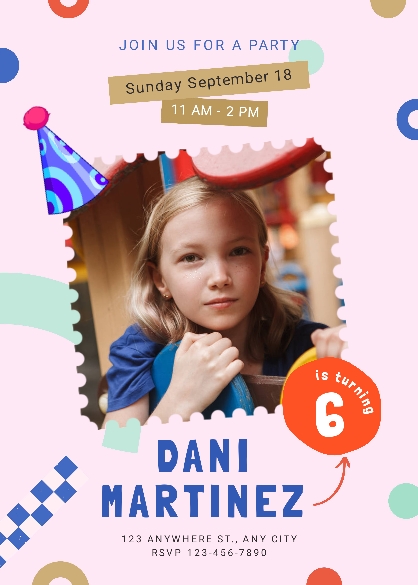 JOIN US FOR A PARTY
Sunday September 18
11 AM - 2 PM
is turning
6
DANI
MARTINEZ
123 ANYWHERE ST., ANY CITY
RSVP 123-456-7890